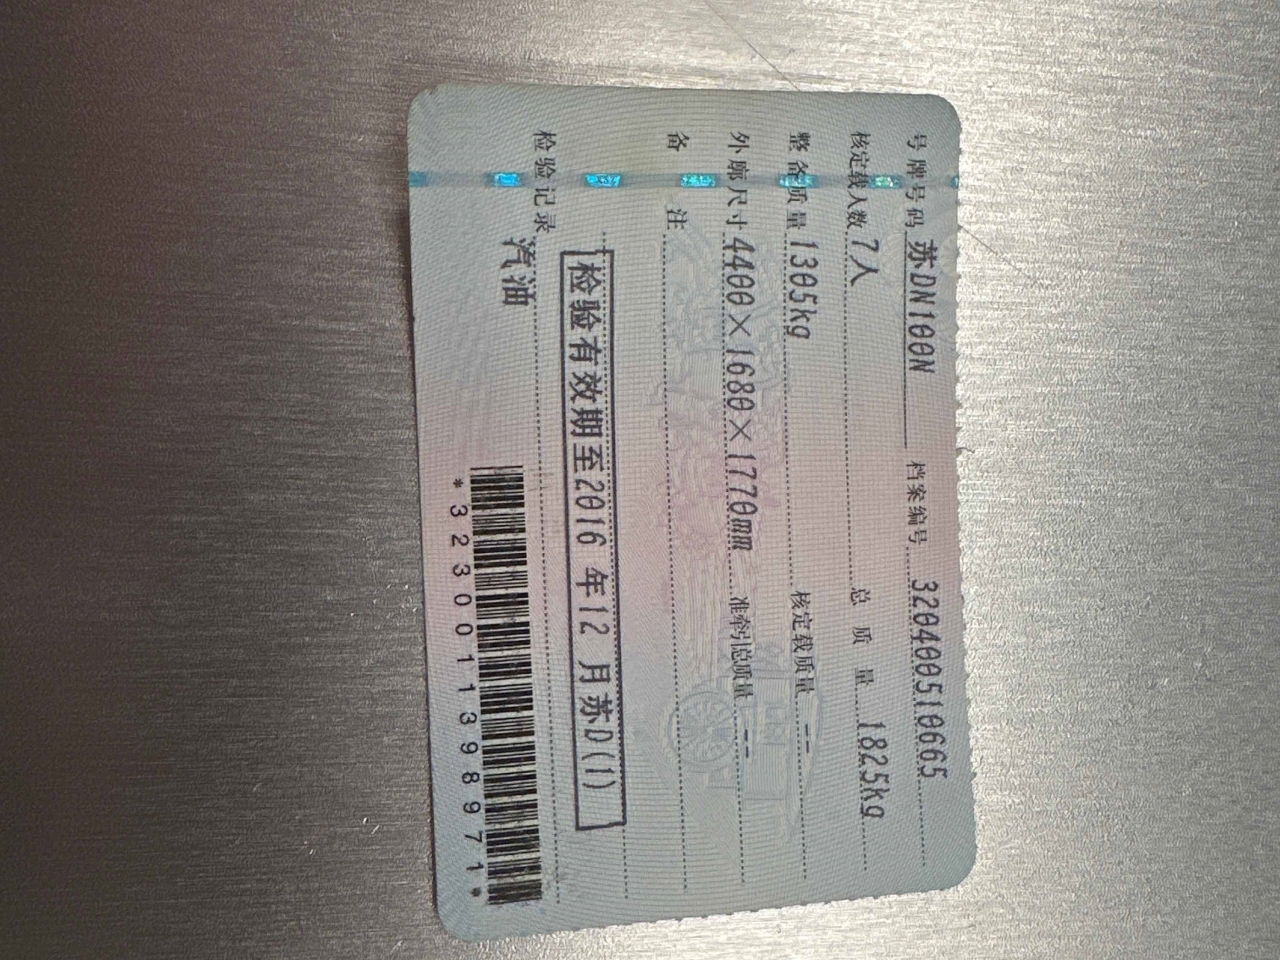 号牌号码 苏DN100N 档案编号 320400510665
核定载人数 7人 总质量 1825kg
整备质量 1305kg 核定载质量 --
外廓尺寸 4400×1680×1770mm 准牵引总质量 --
备注
检验有效期至2016年12月苏D(1)
检验记录
汽油
*3230011398971*